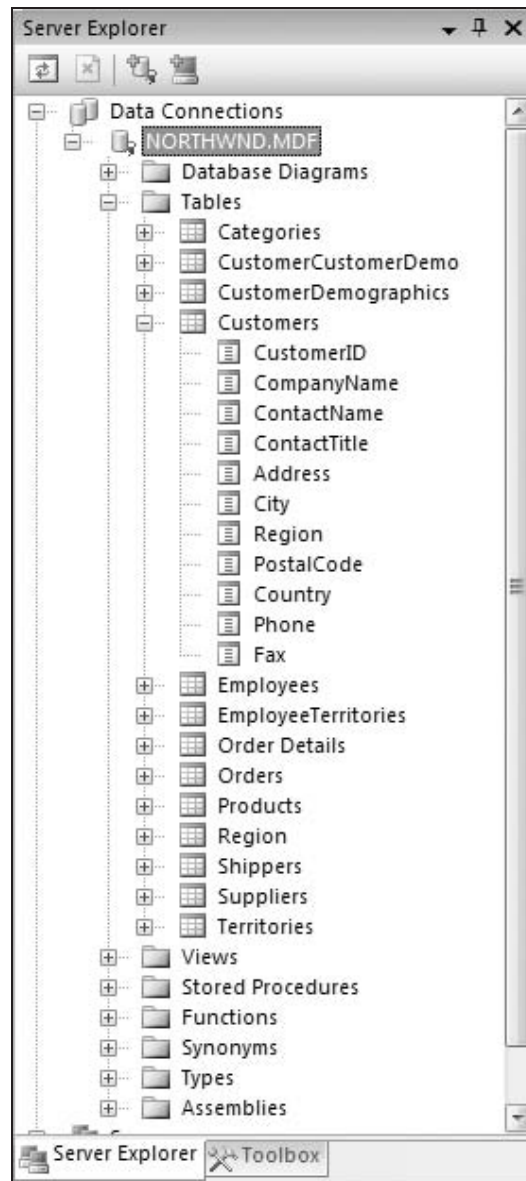 Server Explorer
Data Connections
NORTHWND.MDF
Database Diagrams
Tables
Categories
CustomerCustomerDemo
CustomerDemographics
Customers
CustomerID
CompanyName
ContactName
ContactTitle
Address
City
Region
PostalCode
Country
Phone
Fax
Employees
EmployeeTerritories
Order Details
Orders
Products
Region
Shippers
Suppliers
Territories
Views
Stored Procedures
Functions
Synonyms
Types
Assemblies
Server Explorer Toolbox